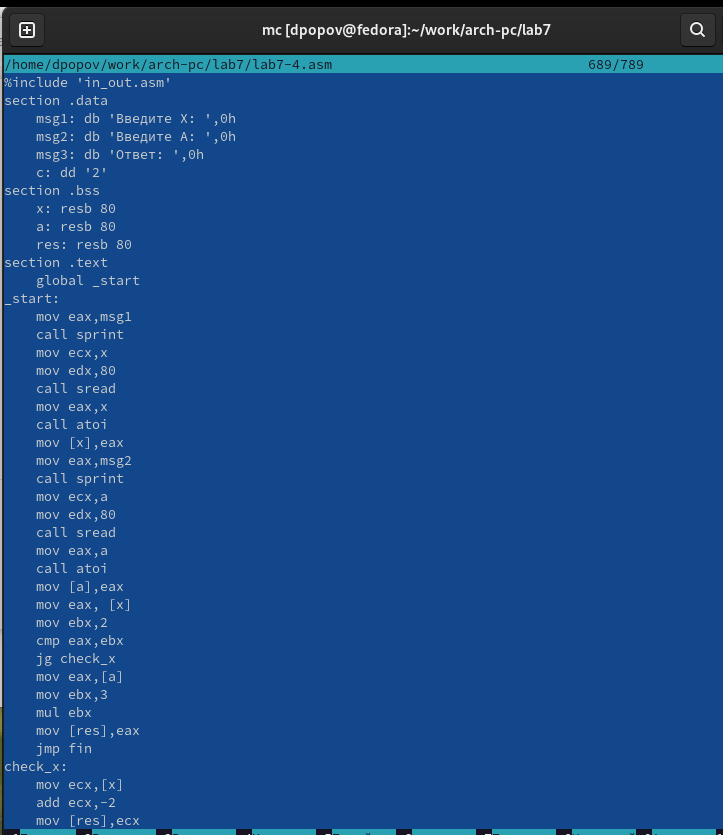 mc [dpopov@fedora]:~/work/arch-pc/lab7
/home/dpopov/work/arch-pc/lab7/lab7-4.asm 689/789
%include 'in_out.asm'
section .data
    msg1: db 'Введите X: ',0h
    msg2: db 'Введите A: ',0h
    msg3: db 'Ответ: ',0h
    c: dd '2'
section .bss
    x: resb 80
    a: resb 80
    res: resb 80
section .text
    global _start
_start:
    mov eax,msg1
    call sprint
    mov ecx,x
    mov edx,80
    call sread
    mov eax,x
    call atoi
    mov [x],eax
    mov eax,msg2
    call sprint
    mov ecx,a
    mov edx,80
    call sread
    mov eax,a
    call atoi
    mov [a],eax
    mov eax, [x]
    mov ebx,2
    cmp eax,ebx
    jg check_x
    mov eax,[a]
    mov ebx,3
    mul ebx
    mov [res],eax
    jmp fin
check_x:
    mov ecx,[x]
    add ecx,-2
    mov [res],ecx